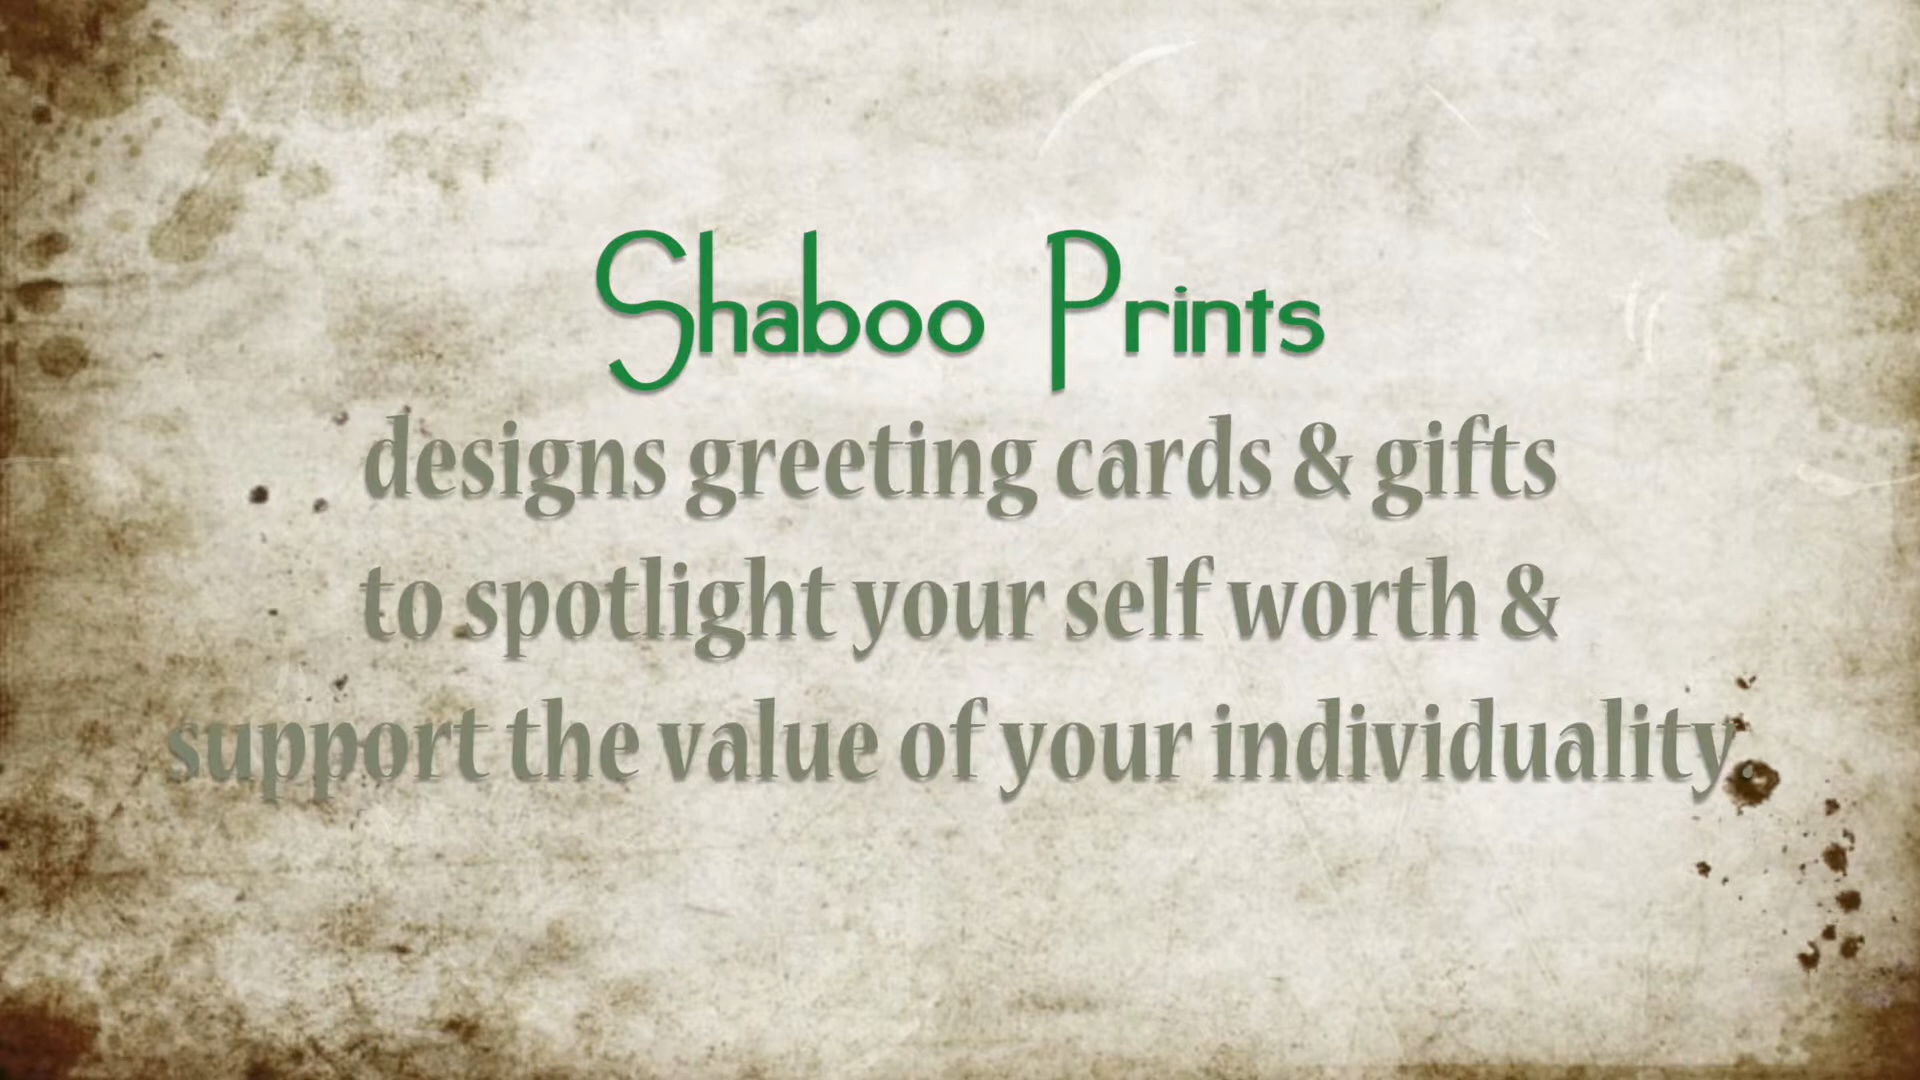 Shaboo Prints
designs greeting cards & gifts
to spotlight your self worth &
support the value of your individuality.